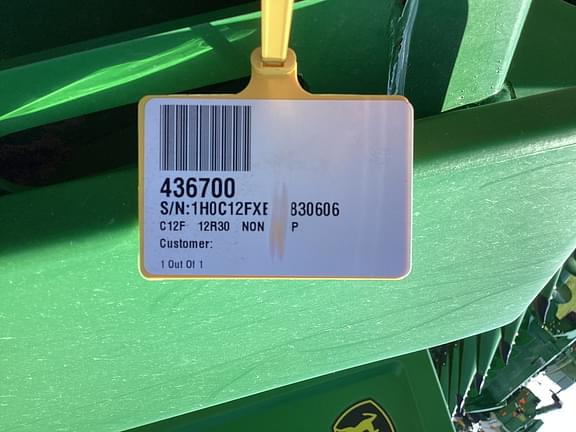 436700
S/N:1H0C12FXE 830606
C12F 12R30 NON P
Customer:
1 Out Of 1